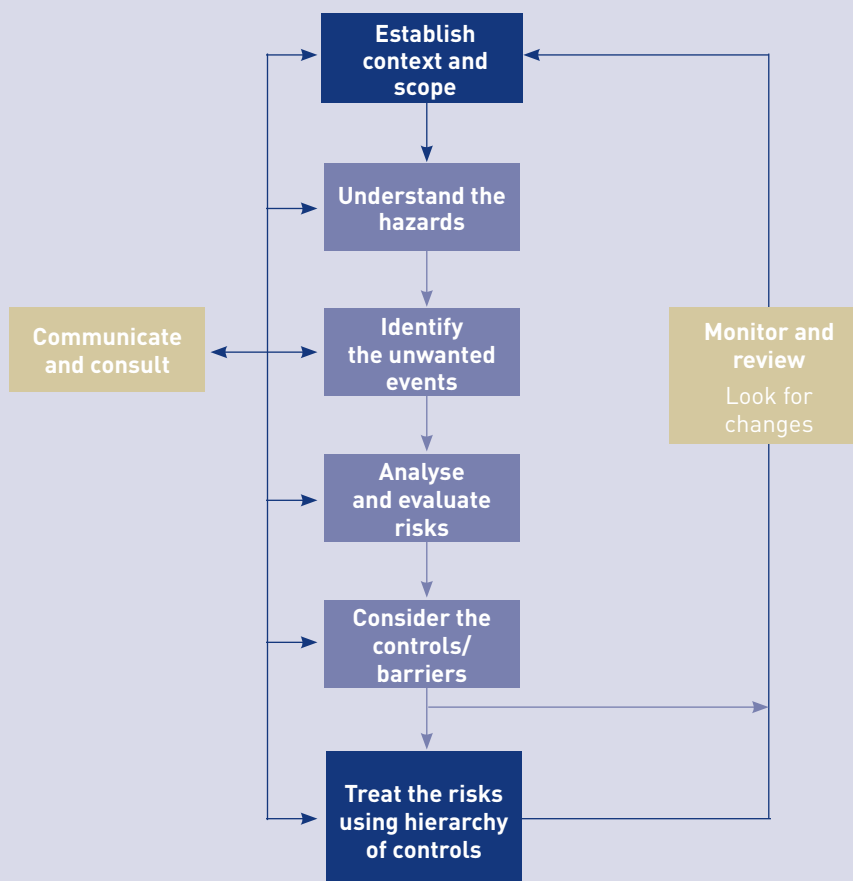 Establish
context and
scope
Understand the
hazards
Communicate
and consult
Identify
the unwanted
events
Monitor and
review
Look for
changes
Analyse
and evaluate
risks
Consider the
controls/
barriers
Treat the risks
using hierarchy
of controls